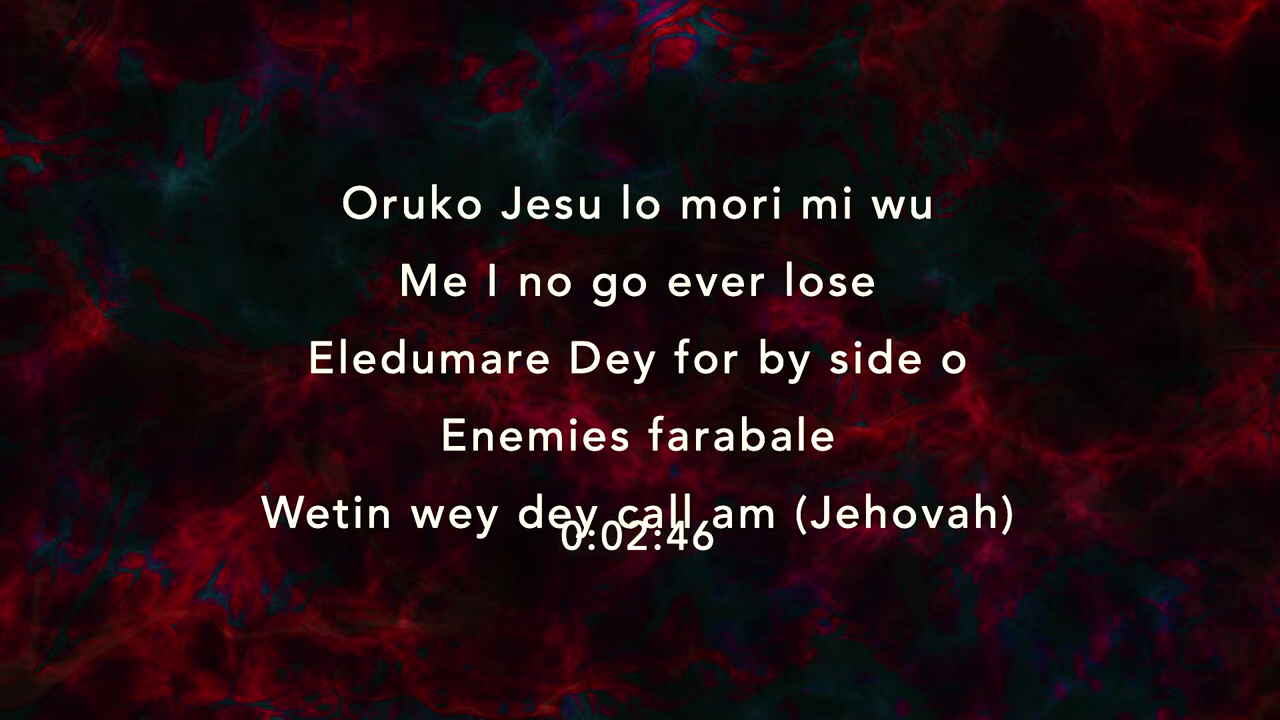 Oruko Jesu lo mori mi wu
Me I no go ever lose
Eledumare Dey for by side o
Enemies farabale
Wetin wey dey call am (Jehovah)
0:02:46